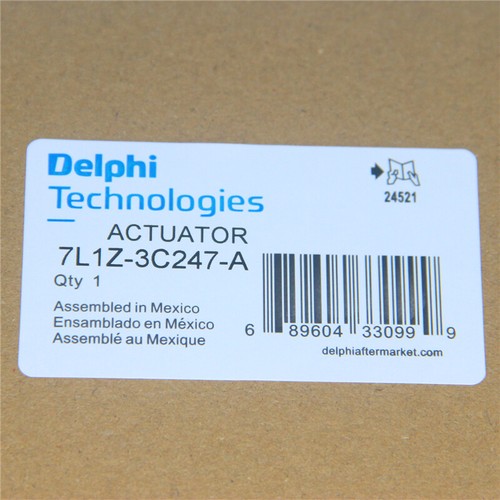 Delphi
Technologies
24521
ACTUATOR
7L1Z-3C247-A
Qty 1
Assembled in Mexico
Ensamblado en México
Assemblé au Mexique
6 89604 33099 9
delphiaftermarket.com